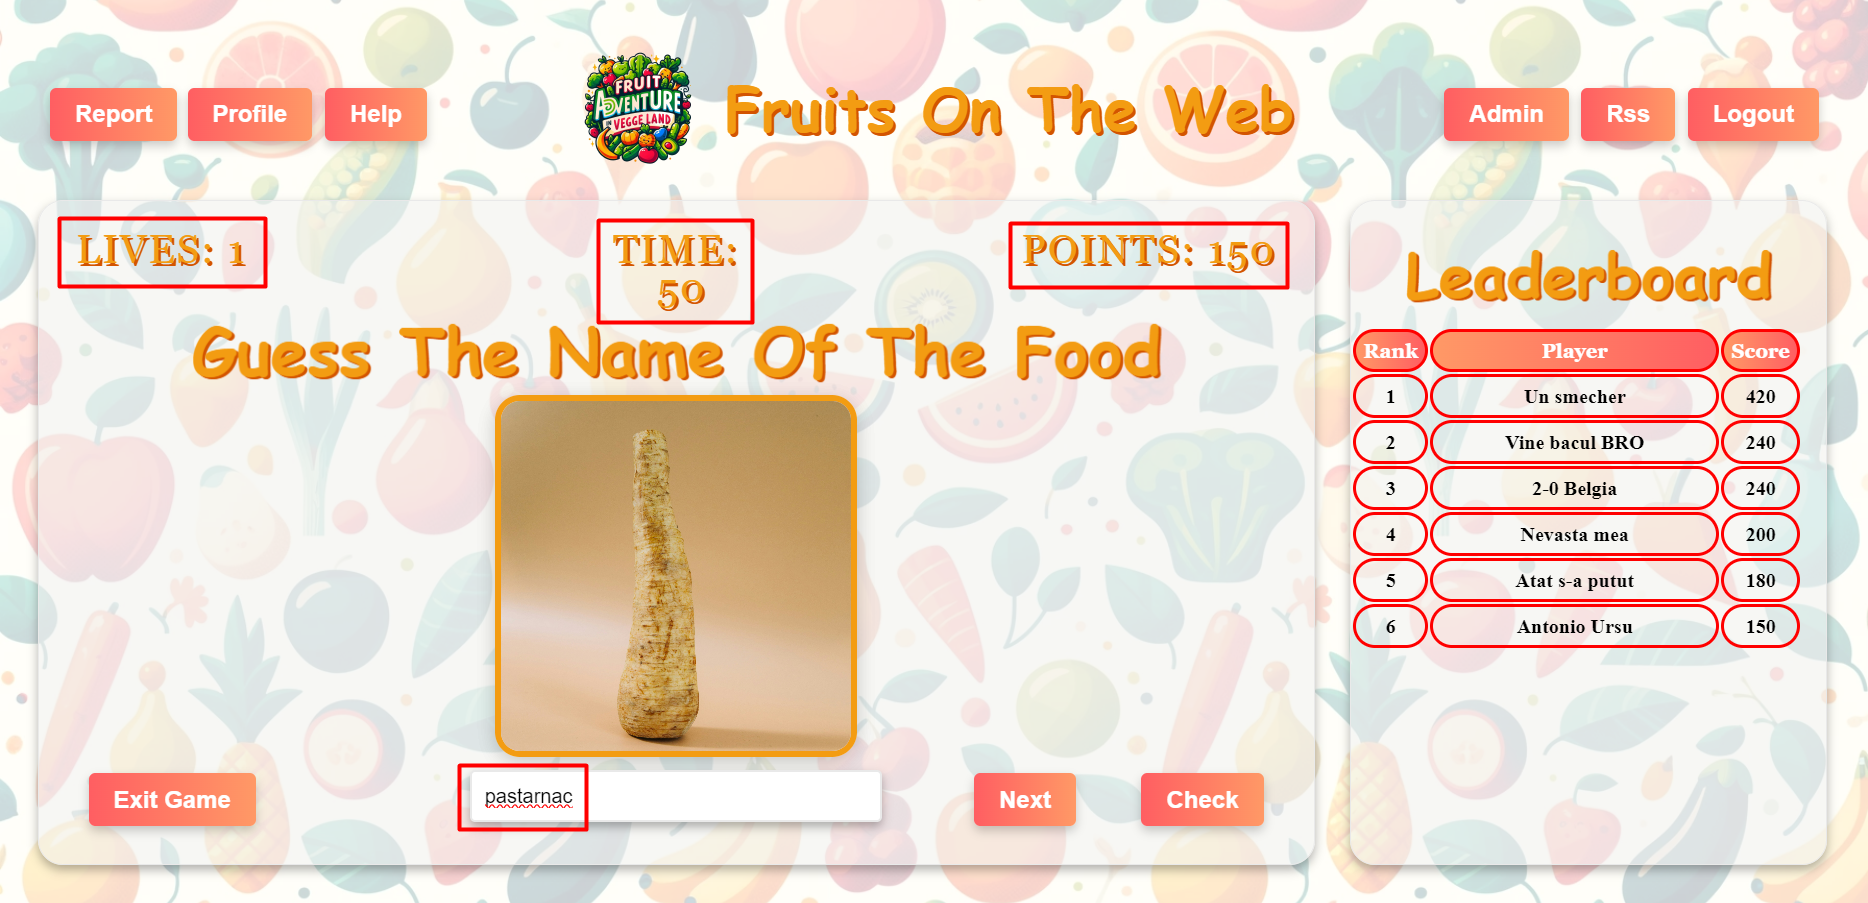 Report
Profile
Help
FRUIT
ADVENTURE
IN VEGGE LAND
Fruits On The Web
Admin
Rss
Logout
LIVES: 1
TIME:
50
POINTS: 150
Guess The Name Of The Food
pastarnac
Exit Game
Next
Check
Leaderboard
Rank Player Score
1 Un smecher 420
2 Vine bacul BRO 240
3 2-0 Belgia 240
4 Nevasta mea 200
5 Atat s-a putut 180
6 Antonio Ursu 150